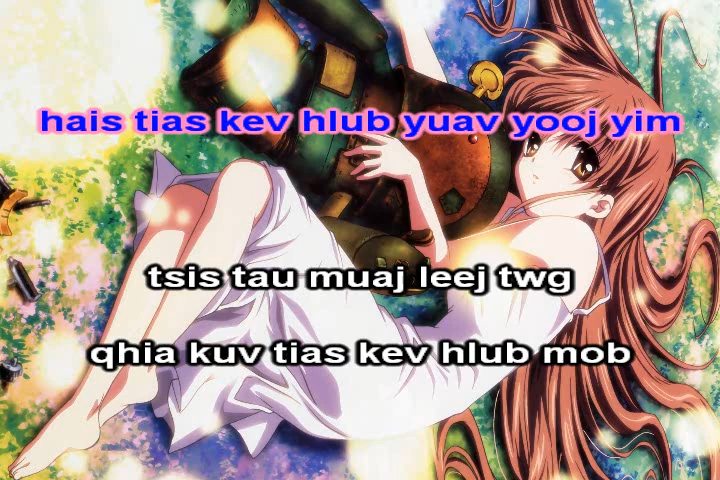 hais tias kev hlub yuav yooj yim
tsis tau muaj leej twg
qhia kuv tias kev hlub mob